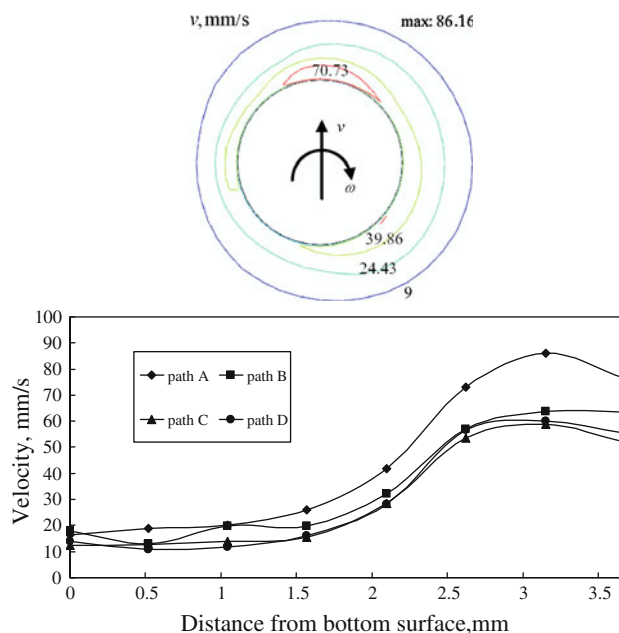 v, mm/s
max: 86.16
70.73
v
ω
39.86
24.43
9
Velocity, mm/s
100
90
80
70
60
50
40
30
20
10
0
path A
path B
path C
path D
0
0.5
1
1.5
2
2.5
3
3.5
Distance from bottom surface,mm